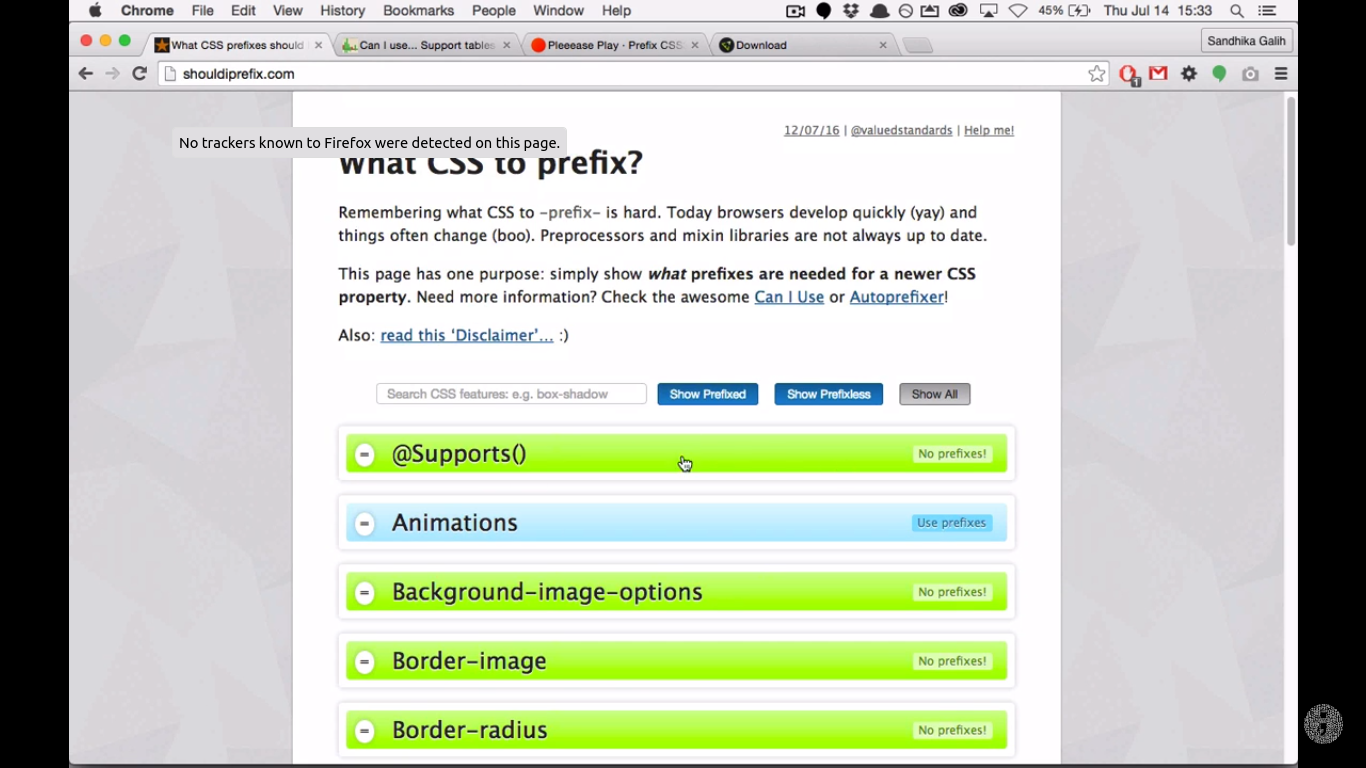 Chrome File Edit View History Bookmarks People Window Help 45% Thu Jul 14 15:33
What CSS prefixes should Can I use... Support tables Pleeease Play · Prefix CSS Download Sandhika Galih
shouldiprefix.com
12/07/16 | @valuedstandards | Help me!
No trackers known to Firefox were detected on this page.
What CSS to prefix?
Remembering what CSS to -prefix- is hard. Today browsers develop quickly (yay) and
things often change (boo). Preprocessors and mixin libraries are not always up to date.
This page has one purpose: simply show what prefixes are needed for a newer CSS
property. Need more information? Check the awesome Can I Use or Autoprefixer!
Also: read this ‘Disclaimer’... :)
Search CSS features: e.g. box-shadow Show Prefixed Show Prefixless Show All
= @Supports() No prefixes!
= Animations Use prefixes
= Background-image-options No prefixes!
= Border-image No prefixes!
= Border-radius No prefixes!